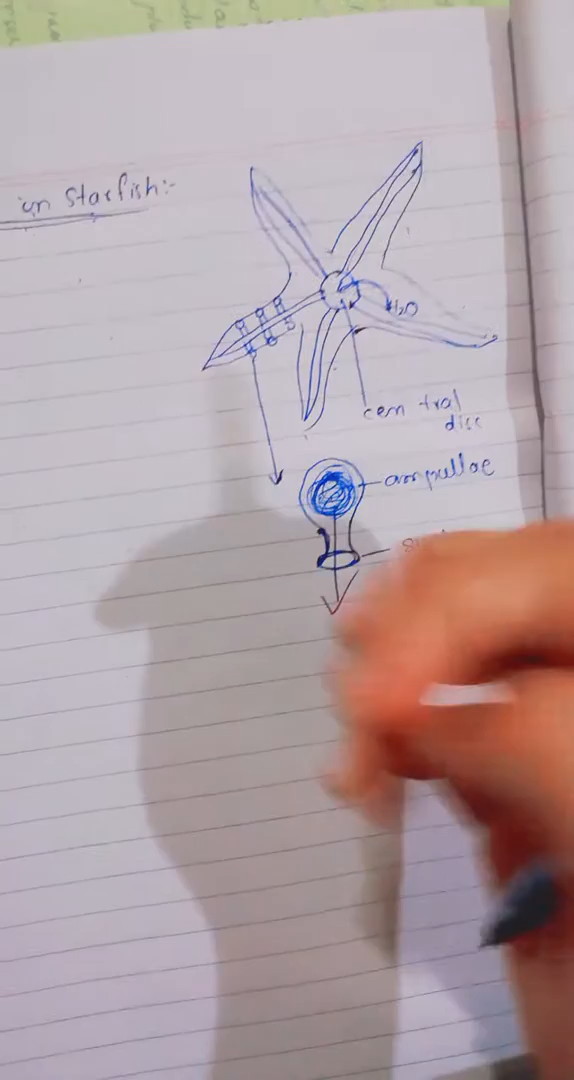 in Starfish:-
H₂O
central
disc
ampullae